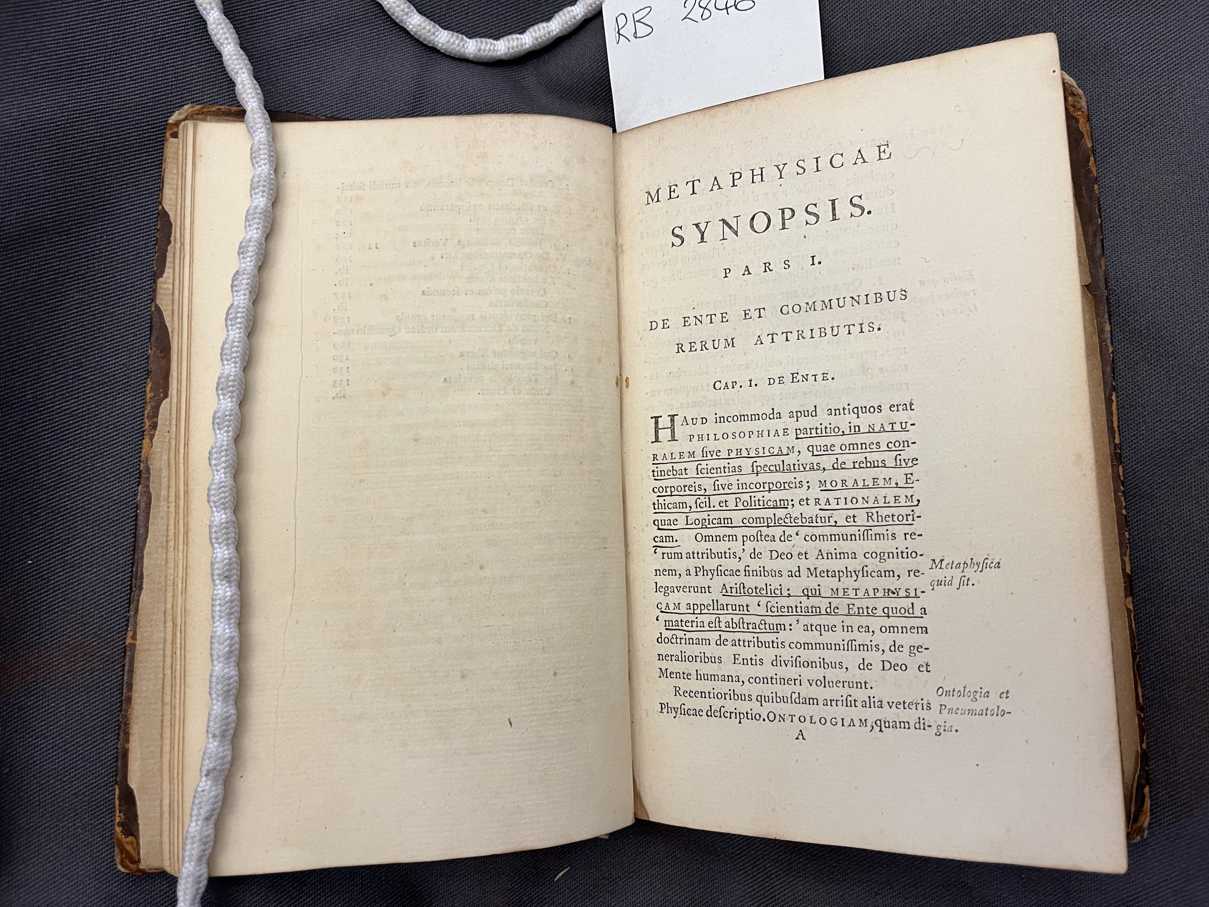 RB 2846
METAPHYSICAE
SYNOPSIS.
PARS I.
DE ENTE ET COMMUNIBUS
RERUM ATTRIBUTIS.
CAP. I. DE ENTE.
HAUD incommoda apud antiquos erat
PHILOSOPHIAE partitio, in NATU-
RALEM ſive PHYSICAM, quae omnes con-
tinebat ſcientias ſpeculativas, de rebus ſive
corporeis, ſive incorporeis; MORALEM, E-
thicam, ſcil. et Politicam; et RATIONALEM,
quae Logicam complectebatur, et Rhetori-
cam. Omnem poſtea de ‘ communiſſimis re-
‘ rum attributis,’ de Deo et Anima cognitio-
nem, a Phyſicae finibus ad Metaphyſicam, re-
legaverunt Ariſtotelici; qui METAPHYSI-
CAM appellarunt ‘ ſcientiam de Ente quod a
‘ materia eſt abſtractum:’ atque in ea, omnem
doctrinam de attributis communiſſimis, de ge-
neralioribus Entis diviſionibus, de Deo et
Mente humana, contineri voluerunt.
Metaphyſica
quid ſit.
Recentioribus quibuſdam arriſit alia veteris
Phyſicae deſcriptio. ONTOLOGIAM, quam di-
Ontologia et
Pneumatolo-
gia.
A